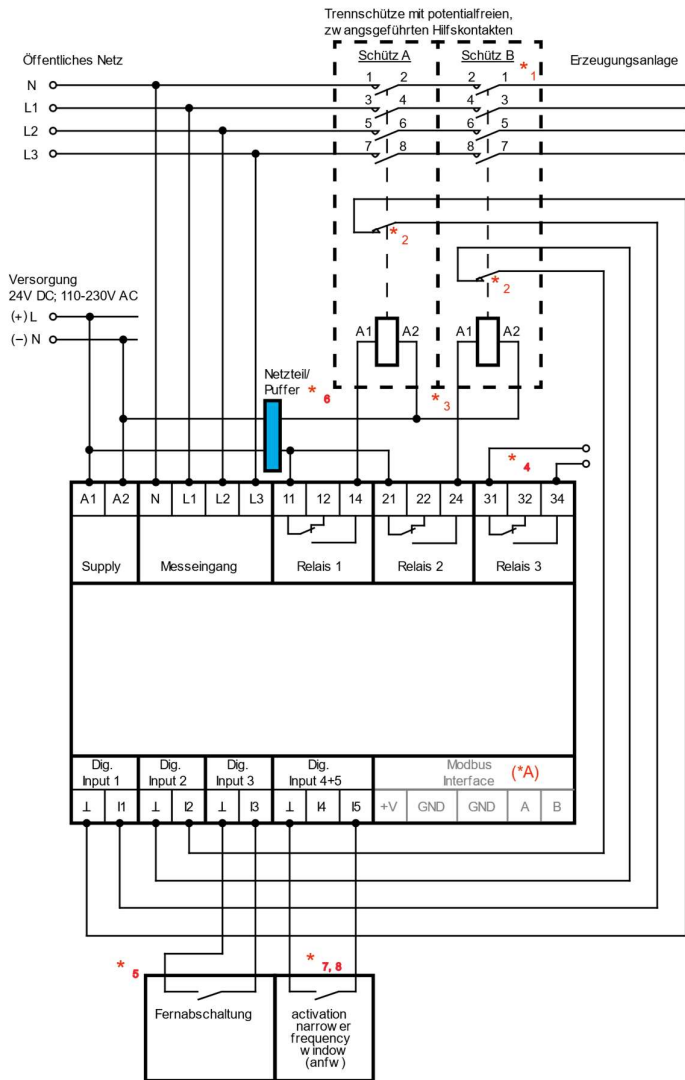 Trennschütze mit potentialfreien,
zwangsgeführten Hilfskontakten
Öffentliches Netz
Schütz A
Schütz B
* 1
Erzeugungsanlage
N
1 2 2 1
L1
3 4 4 3
L2
5 6 6 5
L3
7 8 8 7
* 2
* 2
Versorgung
24V DC; 110-230V AC
(+) L
(–) N
A1 A2 A1 A2
Netzteil/
Puffer * 6
* 3
* 4
A1 A2 N L1 L2 L3 11 12 14 21 22 24 31 32 34
Supply Messeingang Relais 1 Relais 2 Relais 3
Dig.
Input 1
Dig.
Input 2
Dig.
Input 3
Dig.
Input 4+5
Modbus
Interface
(*A)
⊥ I1 ⊥ I2 ⊥ I3 ⊥ I4 I5 +V GND GND A B
* 5
* 7, 8
Fernabschaltung
activation
narrower
frequency
window
(anfw)